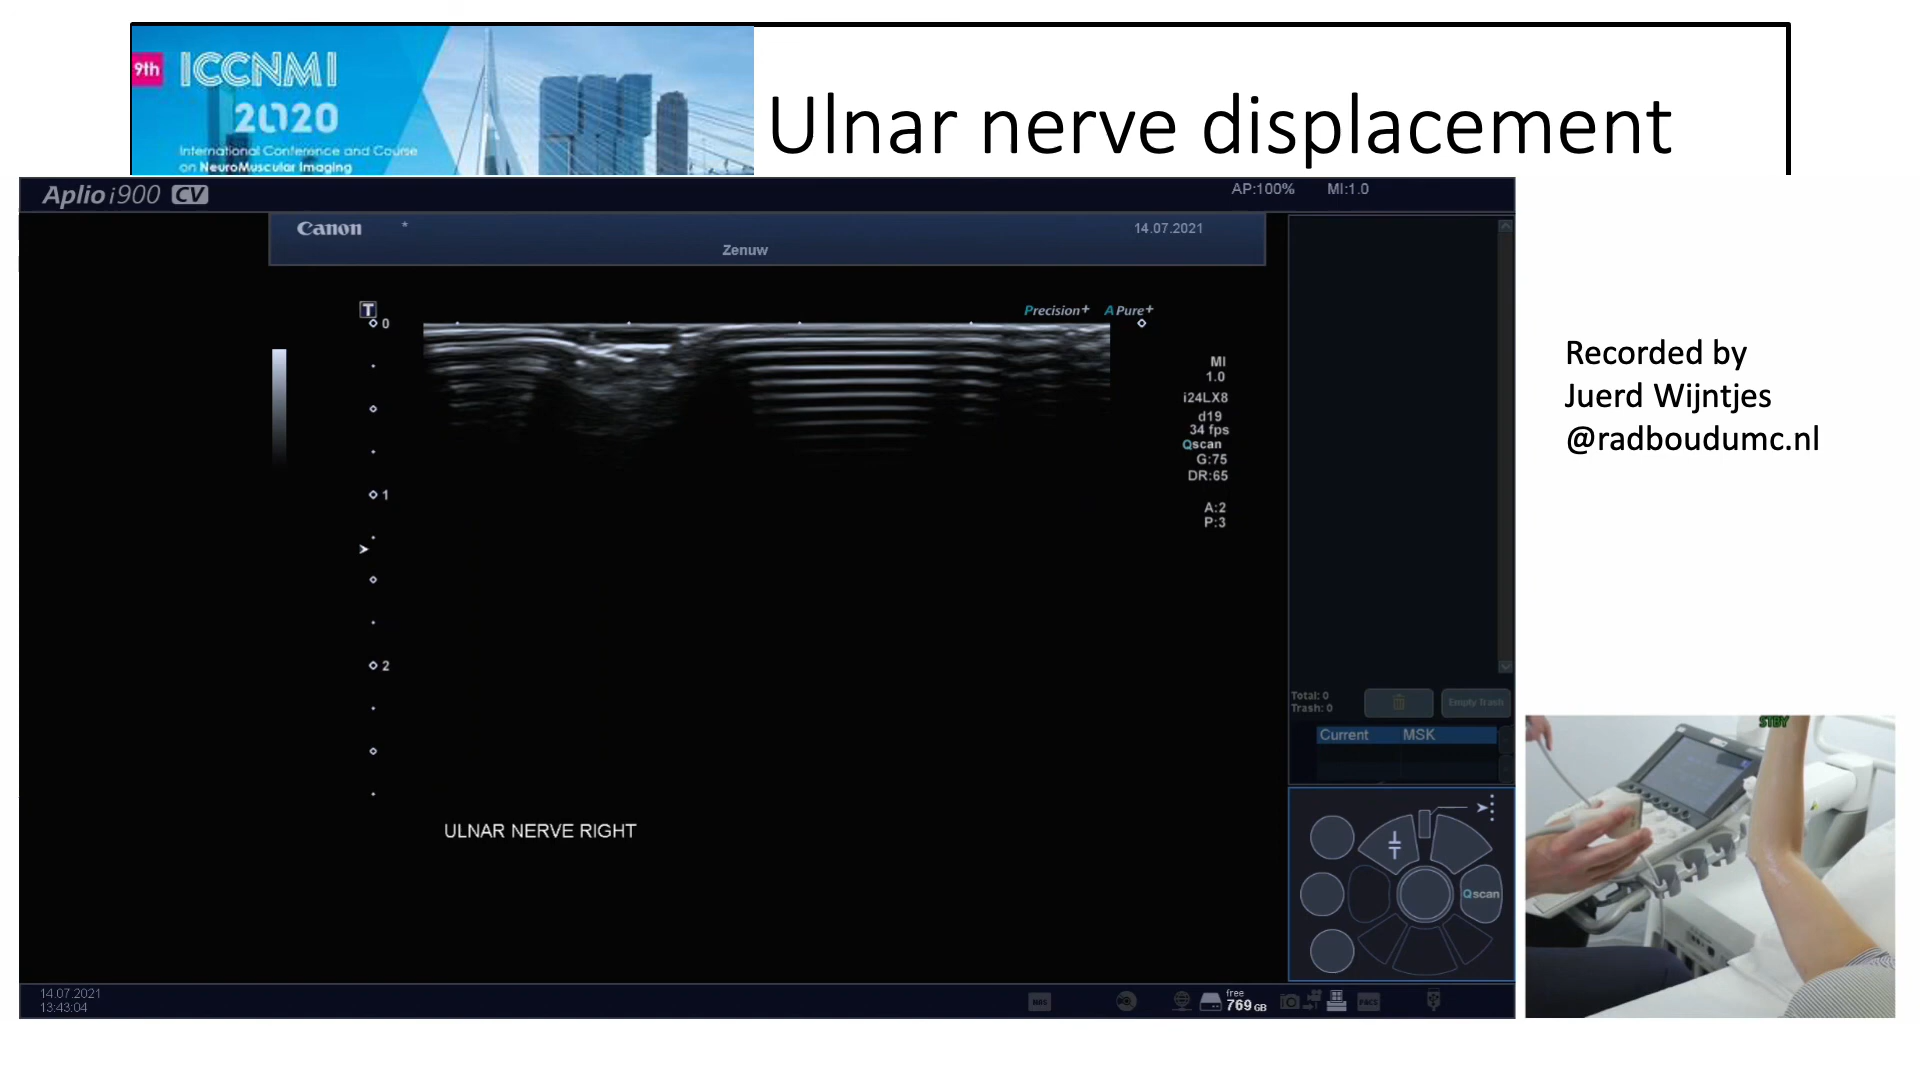 9th
ICCNMI
2020
International Conference and Course
on NeuroMuscular Imaging
Ulnar nerve displacement
Aplio i900 CV
AP:100% MI:1.0
Canon * 14.07.2021
Zenuw
T
Precision+ APure+
0
MI
1.0
i24LX8
d19
34 fps
Qscan
G:75
DR:65
1
A:2
P:3
2
ULNAR NERVE RIGHT
Recorded by
Juerd Wijntjes
@radboudumc.nl
Total: 0
Trash: 0
Empty Trash
Current MSK
Qscan
STBY
14.07.2021
13:43:04
NAS
free
769 GB
PACS